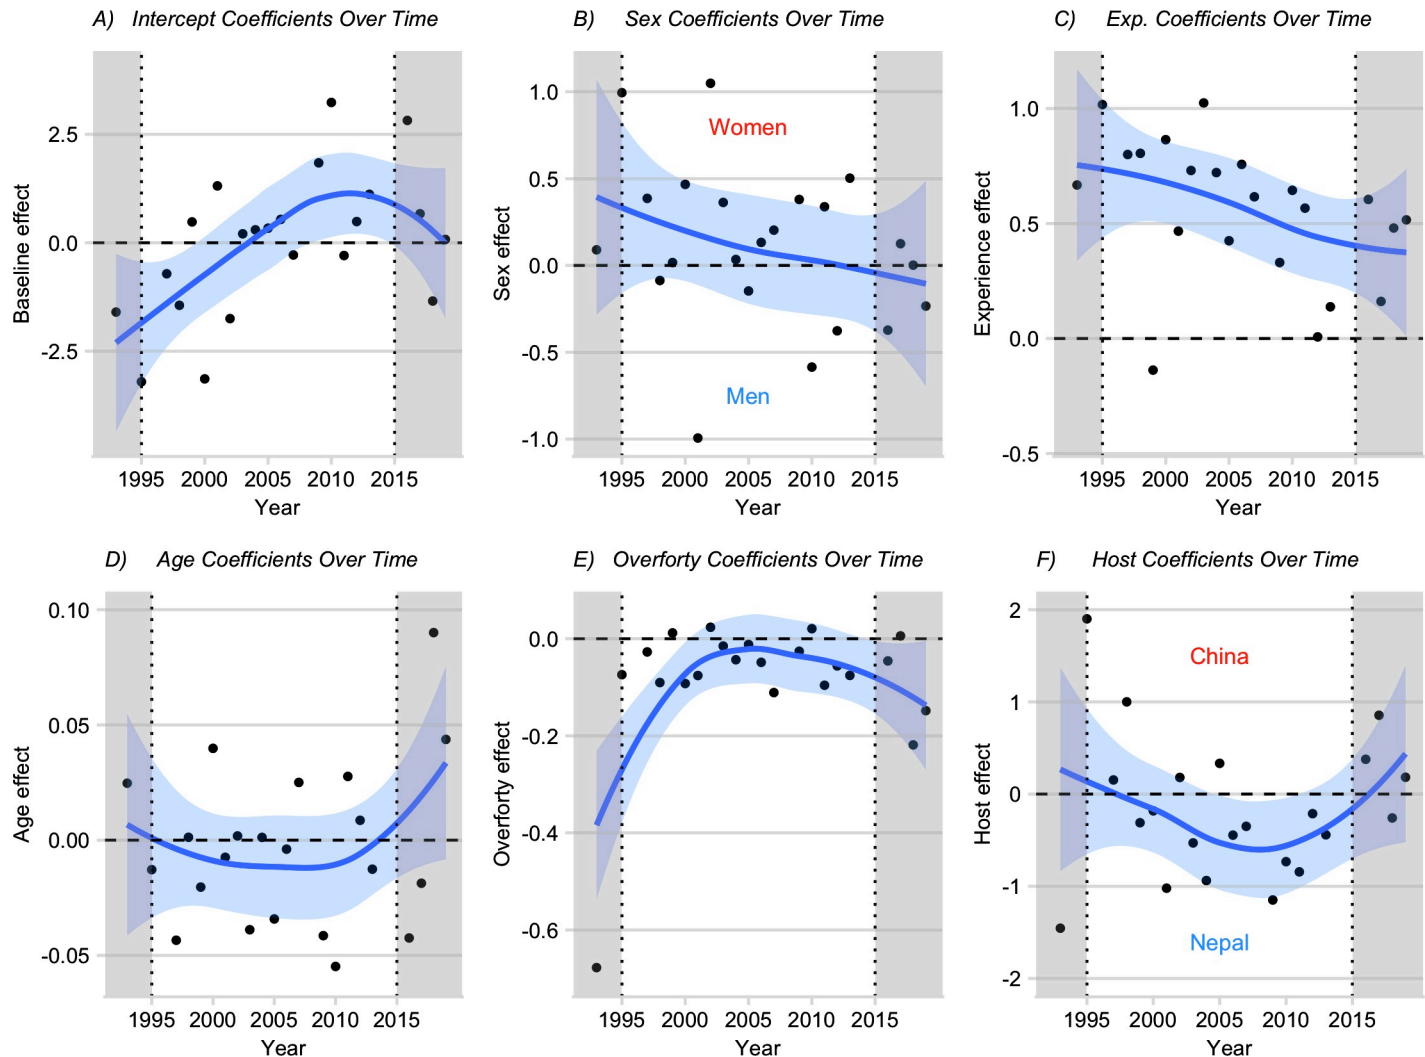 A) Intercept Coefficients Over Time
Baseline effect
2.5
0.0
-2.5
1995 2000 2005 2010 2015
Year
B) Sex Coefficients Over Time
Sex effect
1.0
0.5
0.0
-0.5
-1.0
Women
Men
1995 2000 2005 2010 2015
Year
C) Exp. Coefficients Over Time
Experience effect
1.0
0.5
0.0
-0.5
1995 2000 2005 2010 2015
Year
D) Age Coefficients Over Time
Age effect
0.10
0.05
0.00
-0.05
1995 2000 2005 2010 2015
Year
E) Overforty Coefficients Over Time
Overforty effect
0.0
-0.2
-0.4
-0.6
1995 2000 2005 2010 2015
Year
F) Host Coefficients Over Time
Host effect
2
1
0
-1
-2
China
Nepal
1995 2000 2005 2010 2015
Year